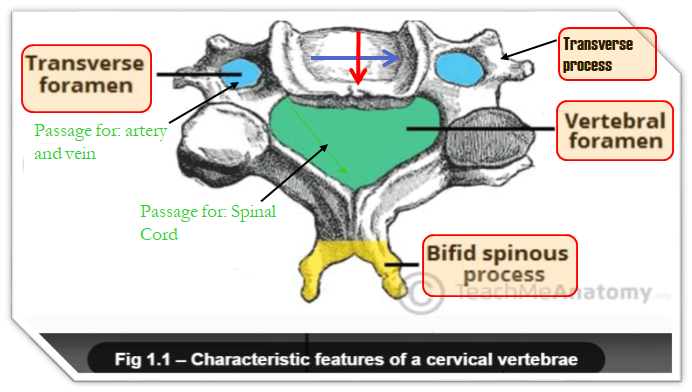 Transverse
foramen
Transverse
process
Passage for: artery
and vein
Vertebral
foramen
Passage for: Spinal
Cord
Bifid spinous
process
© TeachMeAnatomy
Fig 1.1 – Characteristic features of a cervical vertebrae